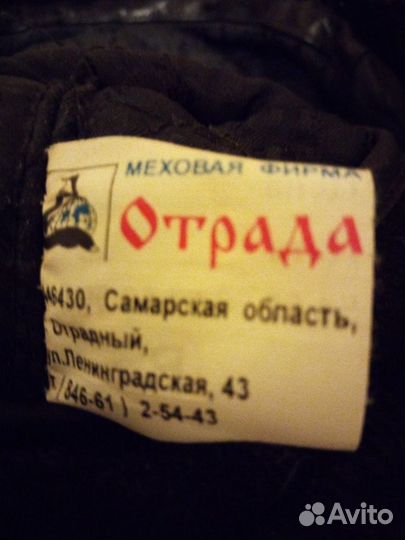 МЕХОВАЯ ФИРМА
ОТРАДА
46430, Самарская область,
Отрадный,
ул.Ленинградская, 43
т/846-61) 2-54-43
Avito